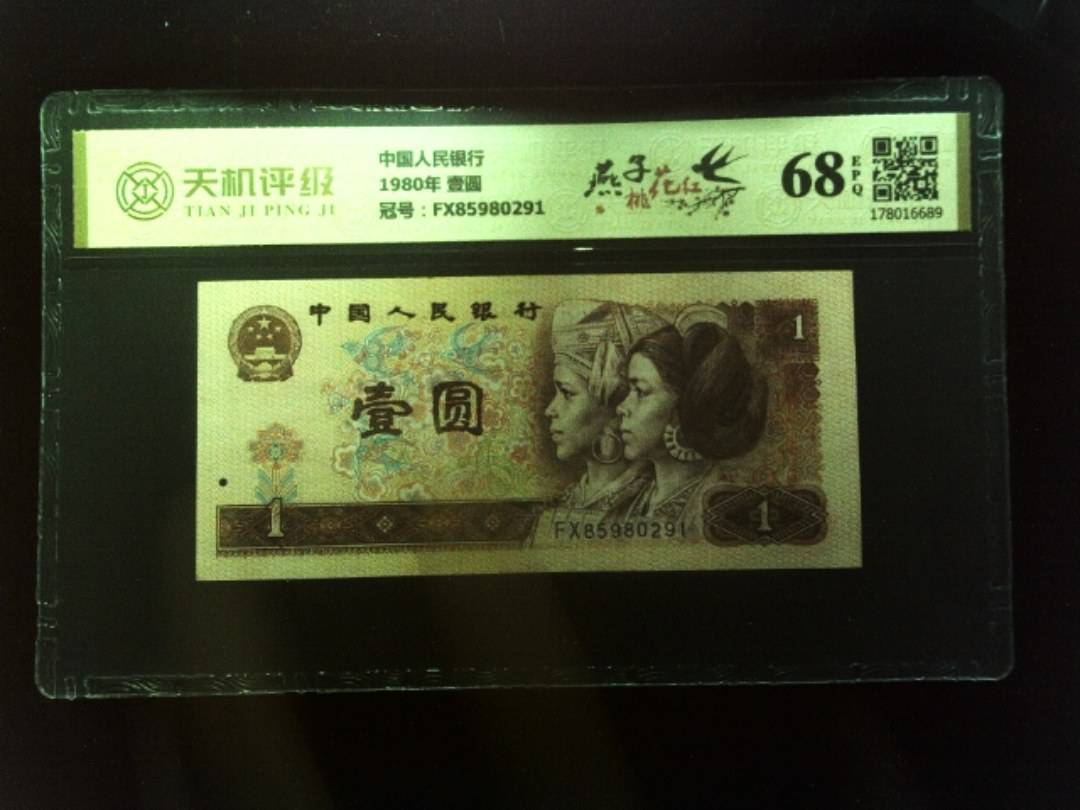 天机评级
TIAN JI PING JI
中国人民银行
1980年 壹圆
冠号：FX85980291
燕子
桃花红
68
EPQ
178016689
中国人民银行
壹圆
1
1
FX85980291
1